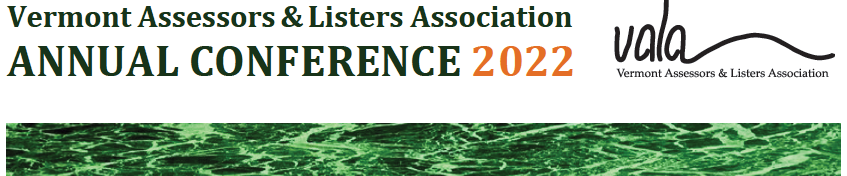 Vermont Assessors & Listers Association
ANNUAL CONFERENCE 2022
vala
Vermont Assessors & Listers Association